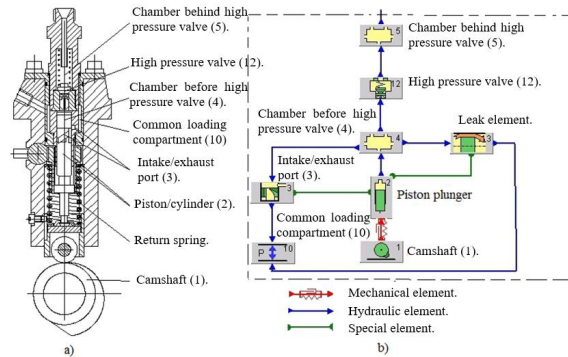 a)
Chamber behind high
pressure valve (5).
High pressure valve (12).
Chamber before high
pressure valve (4).
Common loading
compartment (10)
Intake/exhaust
port (3).
Piston/cylinder (2).
Return spring.
Camshaft (1).
a)
b)
5
Chamber behind high
pressure valve (5).
12
High pressure valve (12).
Chamber before high
pressure valve (4).
4
Leak element.
13
Intake/exhaust
port (3).
3
2
Piston plunger
Common loading
compartment (10)
P
10
1
Camshaft (1).
Mechanical element.
Hydraulic element.
Special element.
b)